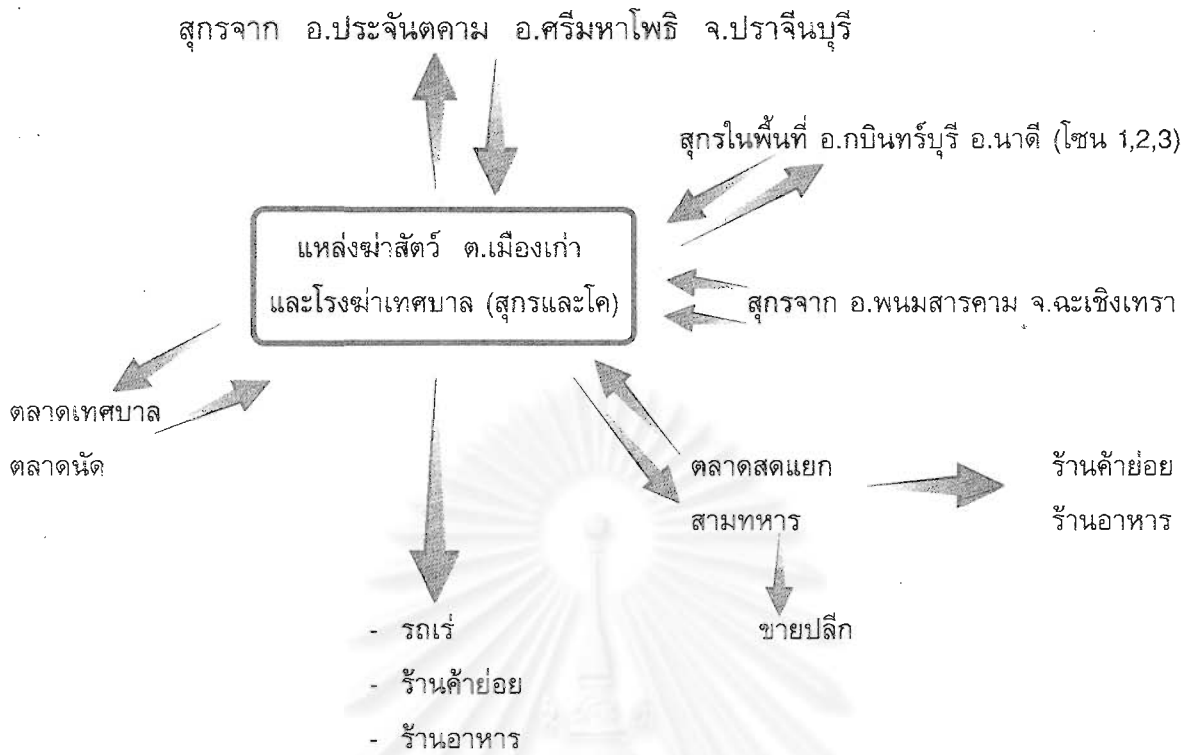 สุกรจาก อ.ประจันตคาม อ.ศรีมหาโพธิ จ.ปราจีนบุรี
สุกรในพื้นที่ อ.กบินทร์บุรี อ.นาดี (โซน 1,2,3)
แหล่งฆ่าสัตว์ ต.เมืองเก่า
และโรงฆ่าเทศบาล (สุกรและโค)
สุกรจาก อ.พนมสารคาม จ.ฉะเชิงเทรา
ตลาดเทศบาล
ตลาดนัด
ตลาดสดแยก
สามทหาร
ร้านค้าย่อย
ร้านอาหาร
ขายปลีก
- รถเร่
- ร้านค้าย่อย
- ร้านอาหาร